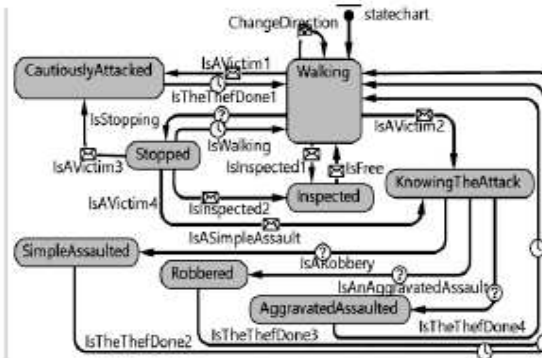 ChangeDirection
statechart
CautiouslyAttacked
IsAVictim1
Walking
IsTheThefDone1
IsStopping
IsWalking
IsAVictim2
Stopped
IsInspected1
IsFree
IsAVictim3
KnowingTheAttack
IsAVictim4
IsInspected2
Inspected
IsASimpleAssault
SimpleAssaulted
IsARobbery
Robbered
IsAnAggravatedAssault
AggravatedAssaulted
IsTheThefDone2
IsTheThefDone3
IsTheThefDone4